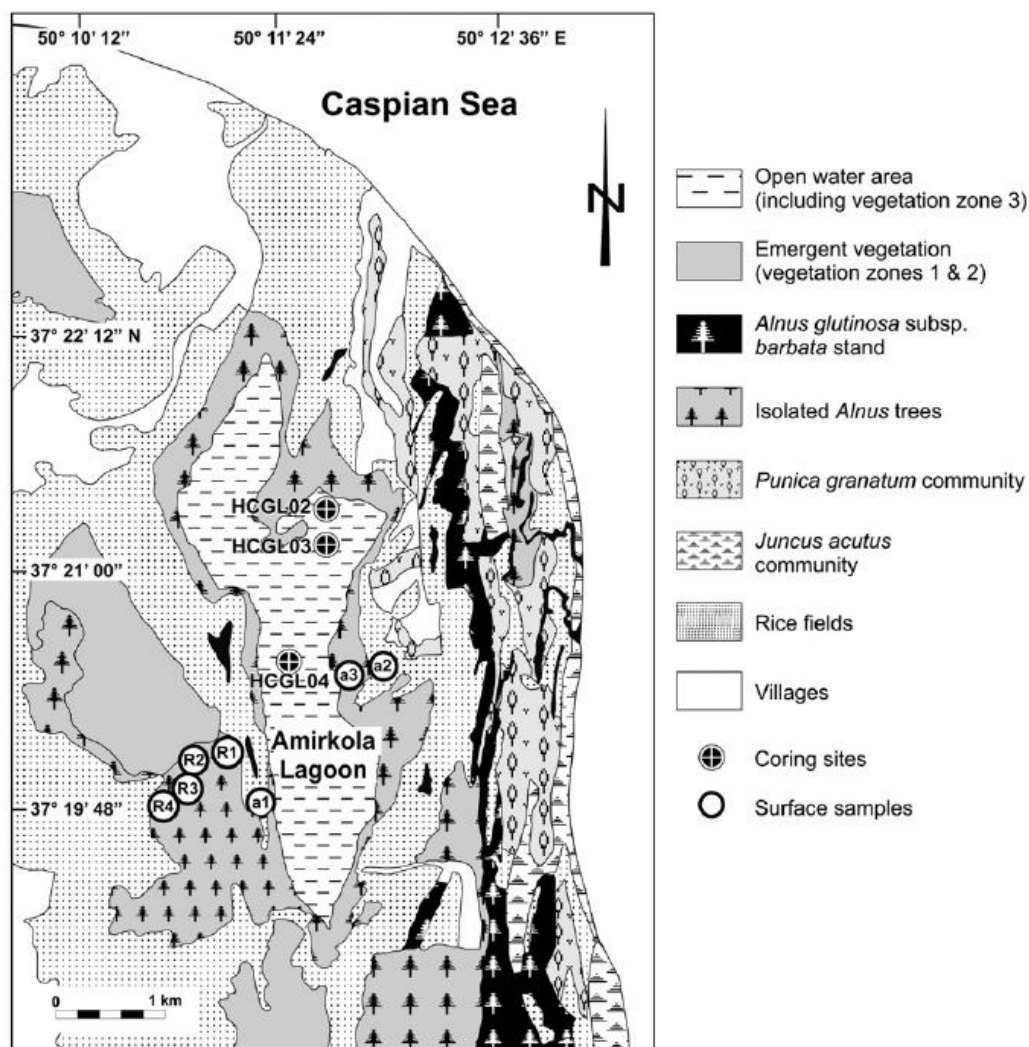 50° 10' 12" 50° 11' 24" 50° 12' 36" E
Caspian Sea
N
37° 22' 12" N
HCGL02
HCGL03
37° 21' 00"
HCGL04
a3
a2
Amirkola
Lagoon
R1
R2
R3
R4
a1
37° 19' 48"
0 1 km
Open water area
(including vegetation zone 3)
Emergent vegetation
(vegetation zones 1 & 2)
Alnus glutinosa subsp.
barbata stand
Isolated Alnus trees
Punica granatum community
Juncus acutus
community
Rice fields
Villages
Coring sites
Surface samples